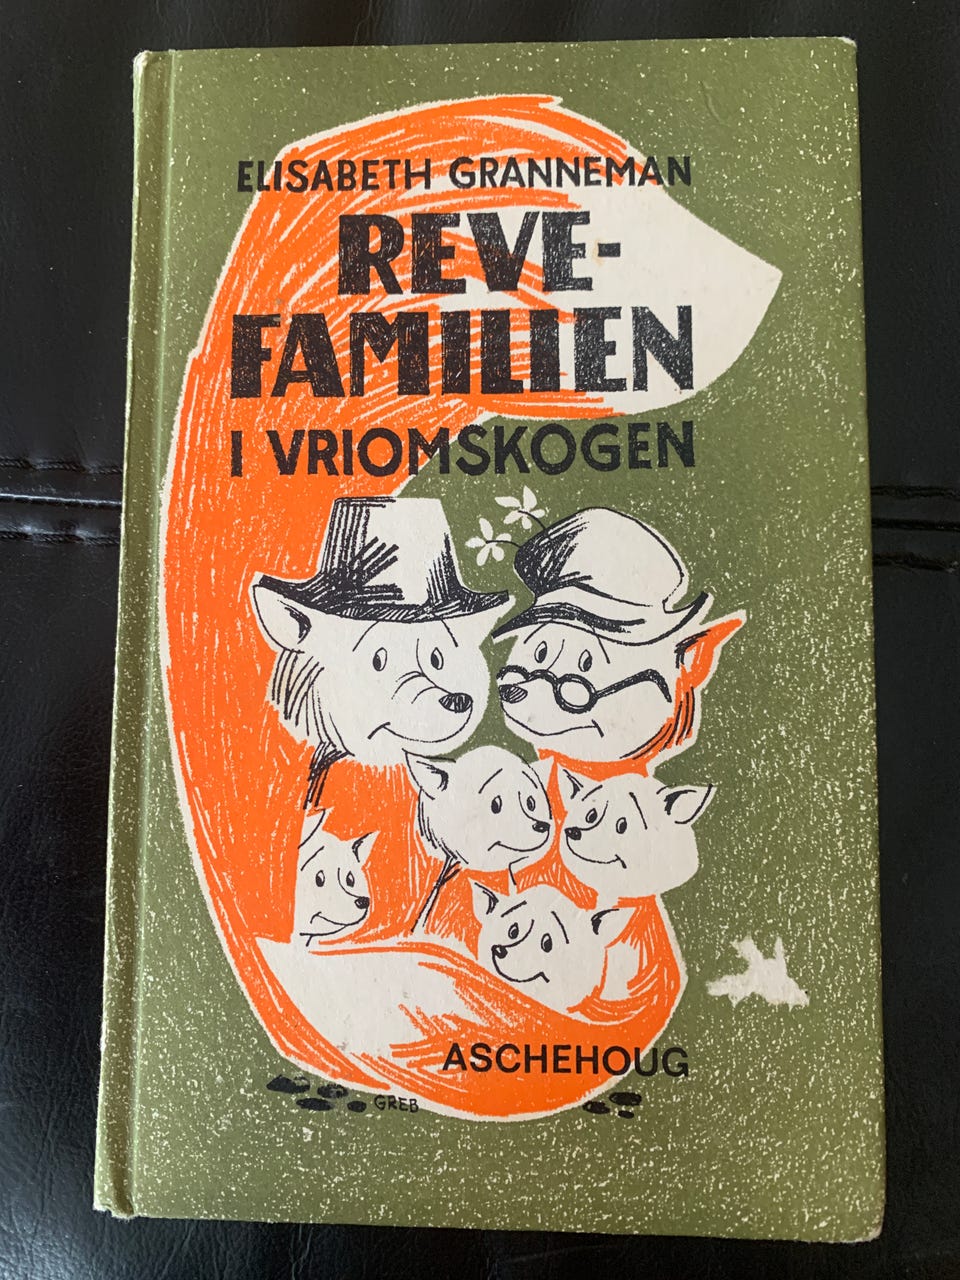 ELISABETH GRANNEMAN
REVE-
FAMILIEN
I VRIOMSKOGEN
ASCHEHOUG
GREB